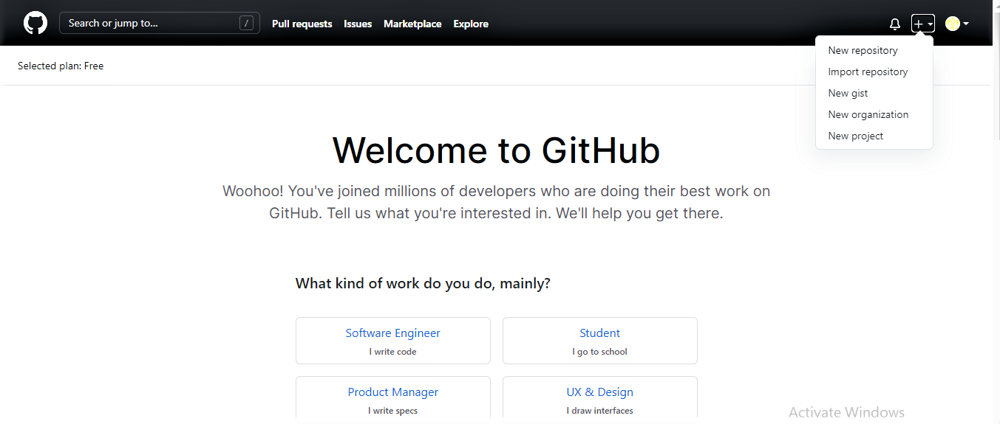 Search or jump to... /
Pull requests Issues Marketplace Explore
New repository
Import repository
New gist
New organization
New project
Selected plan: Free
Welcome to GitHub
Woohoo! You've joined millions of developers who are doing their best work on
GitHub. Tell us what you're interested in. We'll help you get there.
What kind of work do you do, mainly?
Software Engineer
I write code
Student
I go to school
Product Manager
I write specs
UX & Design
I draw interfaces
Activate Windows